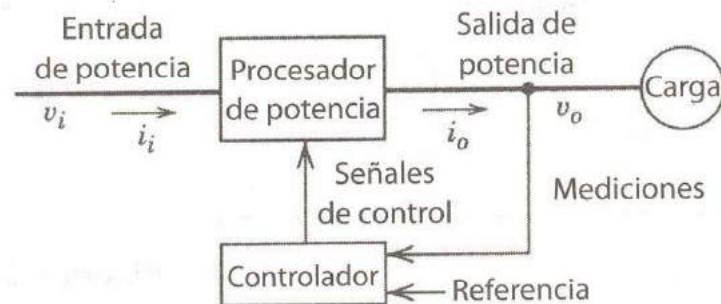 Entrada
de potencia
v_i
i_i
Procesador
de potencia
Salida de
potencia
i_o
v_o
Carga
Señales
de control
Mediciones
Controlador
Referencia